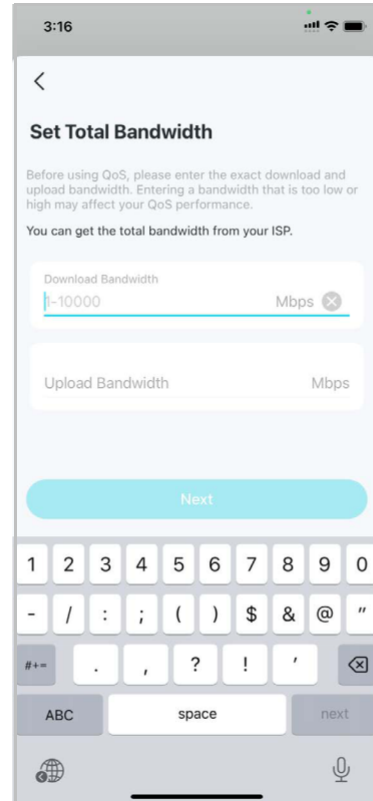 3:16
Set Total Bandwidth
Before using QoS, please enter the exact download and
upload bandwidth. Entering a bandwidth that is too low or
high may affect your QoS performance.
You can get the total bandwidth from your ISP.
Download Bandwidth
1-10000 Mbps
Upload Bandwidth Mbps
Next
1 2 3 4 5 6 7 8 9 0
- / : ; ( ) $ & @ "
#+= . , ? ! '
ABC space next